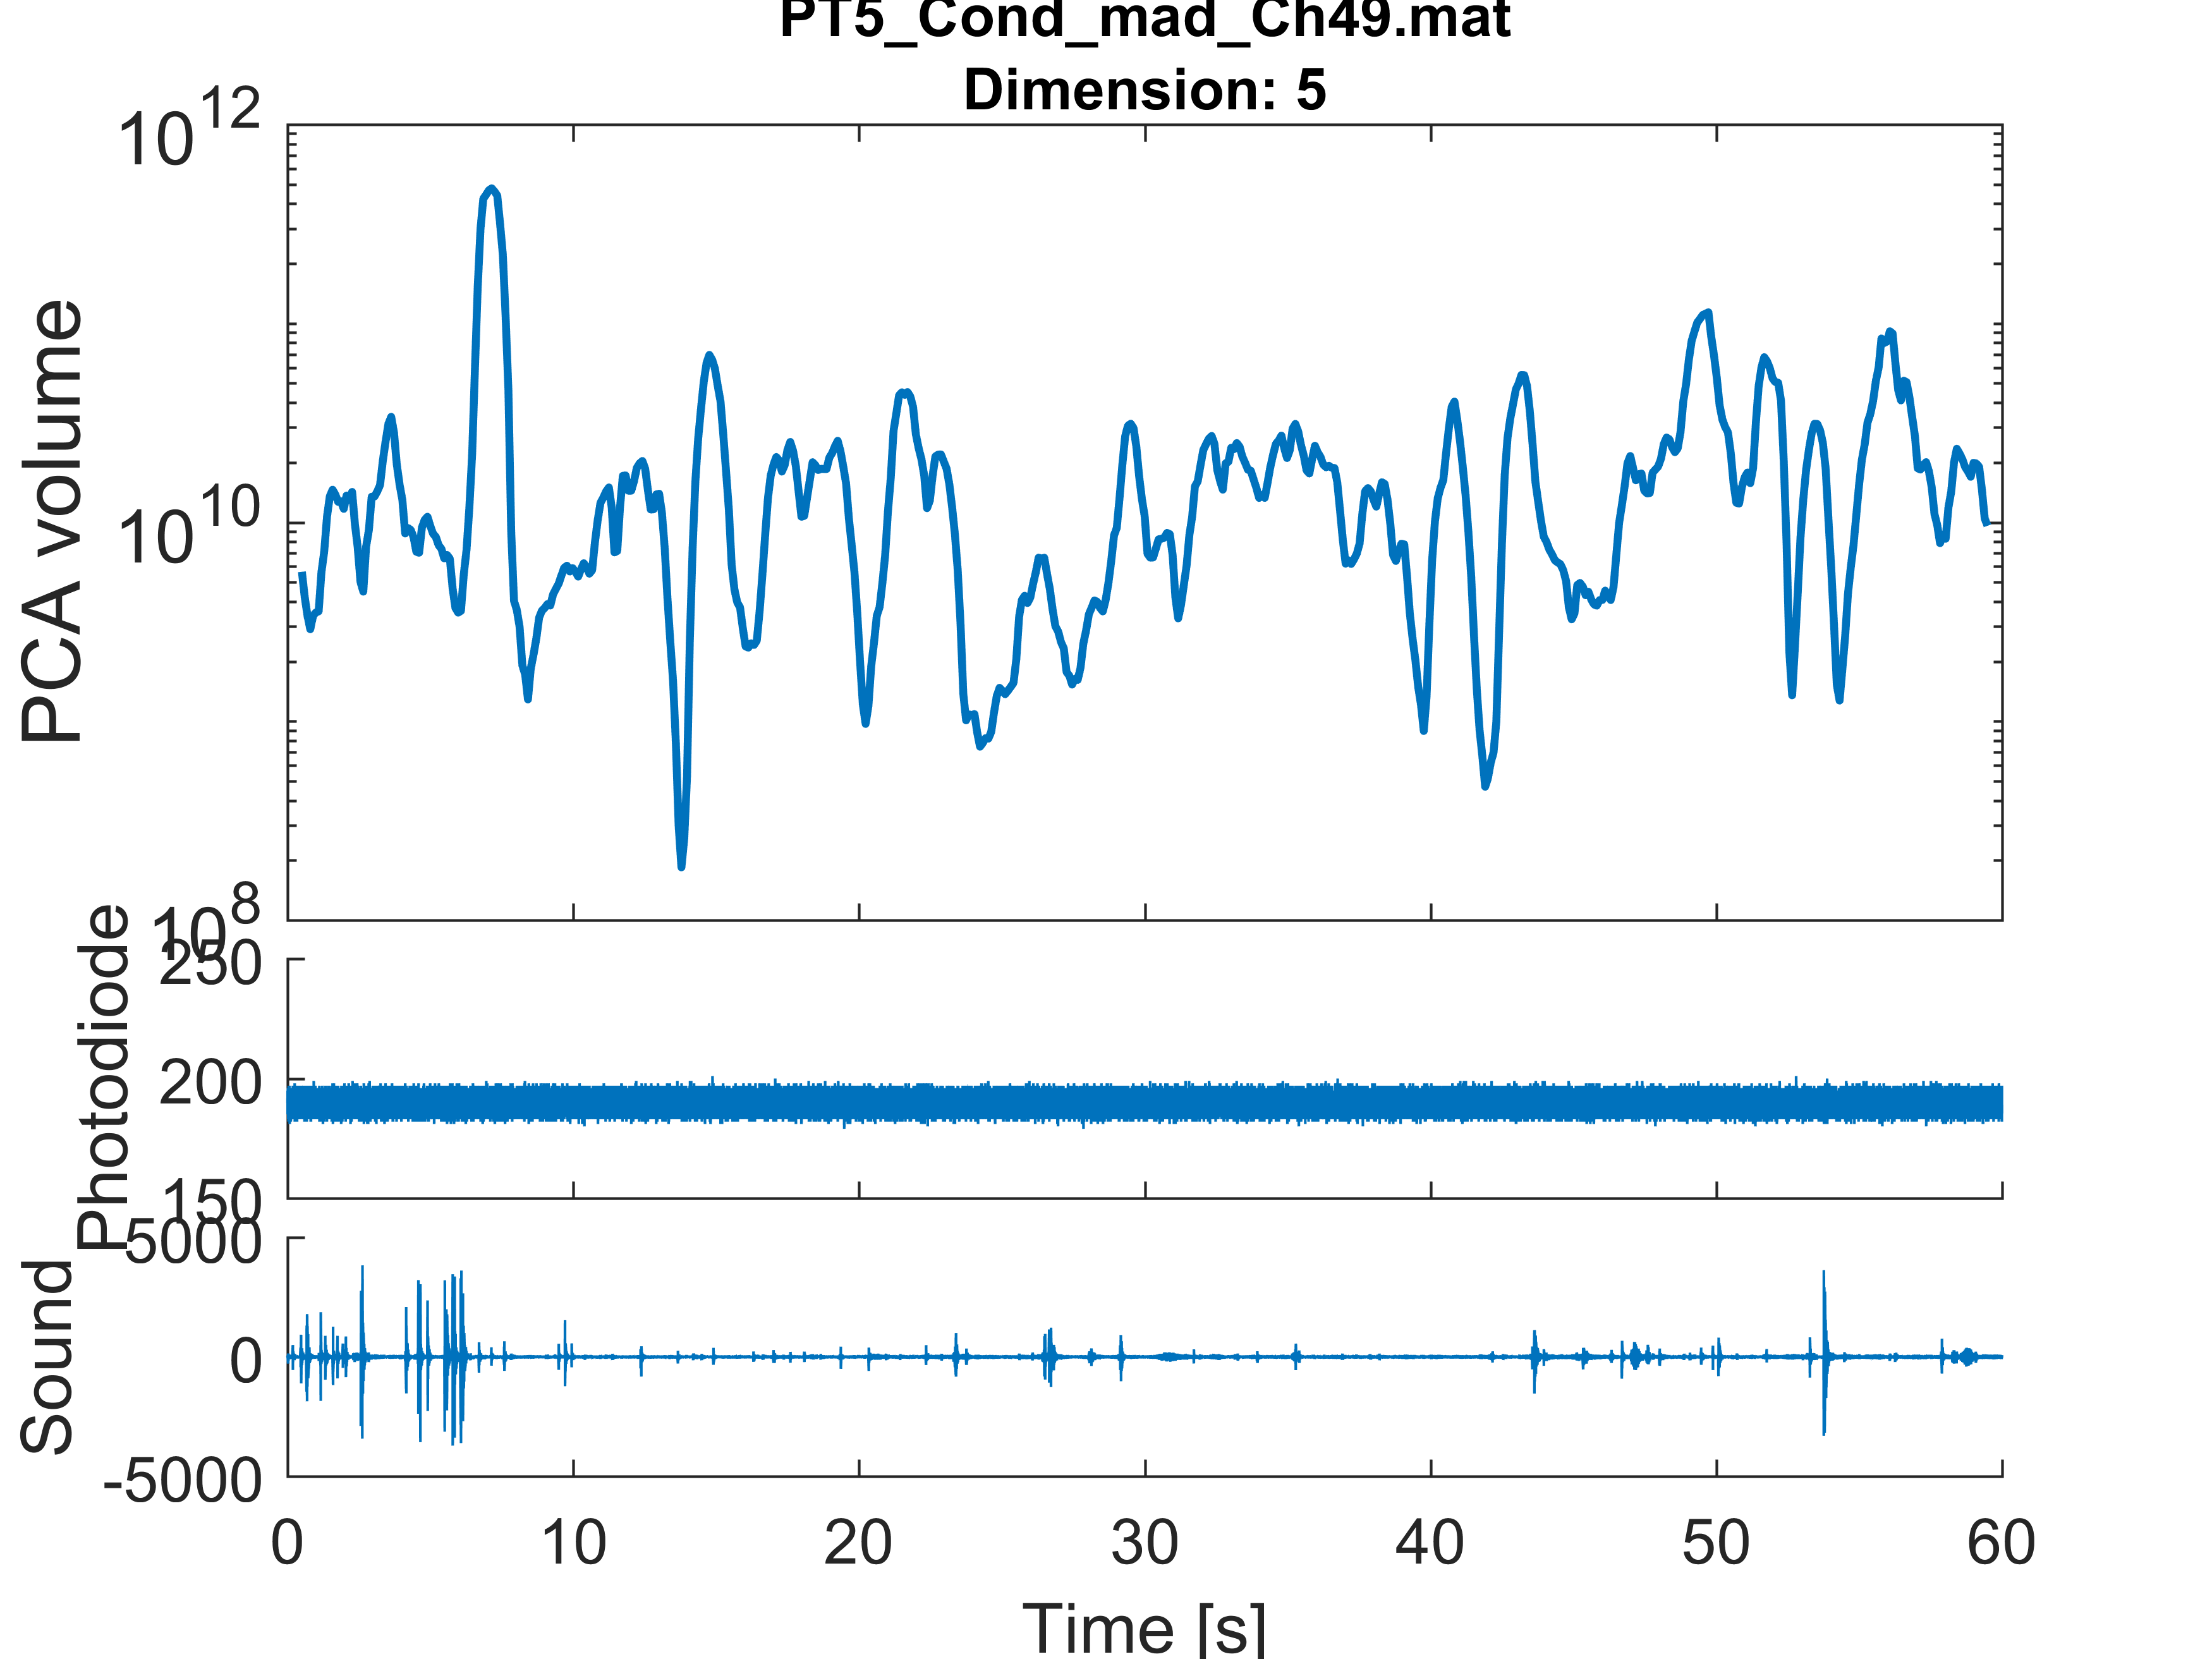 PT5_Cond_mad_Ch49.mat
Dimension: 5
PCA volume
10^12
10^10
10^8
Photodiode
250
200
150
Sound
5000
0
-5000
0 10 20 30 40 50 60
Time [s]